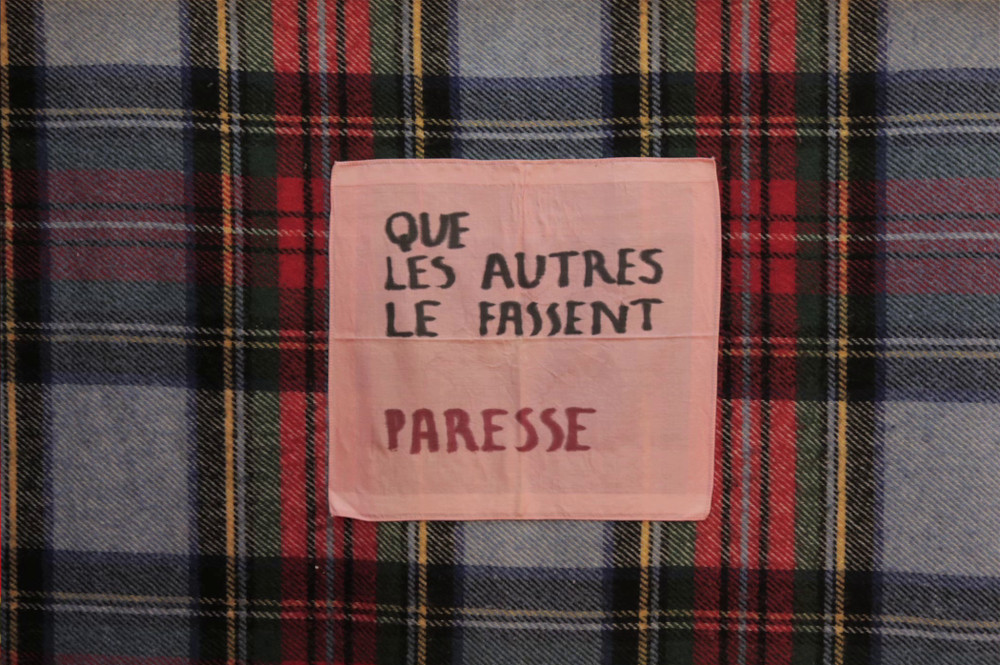 QUE
LES AUTRES
LE FASSENT
PARESSE